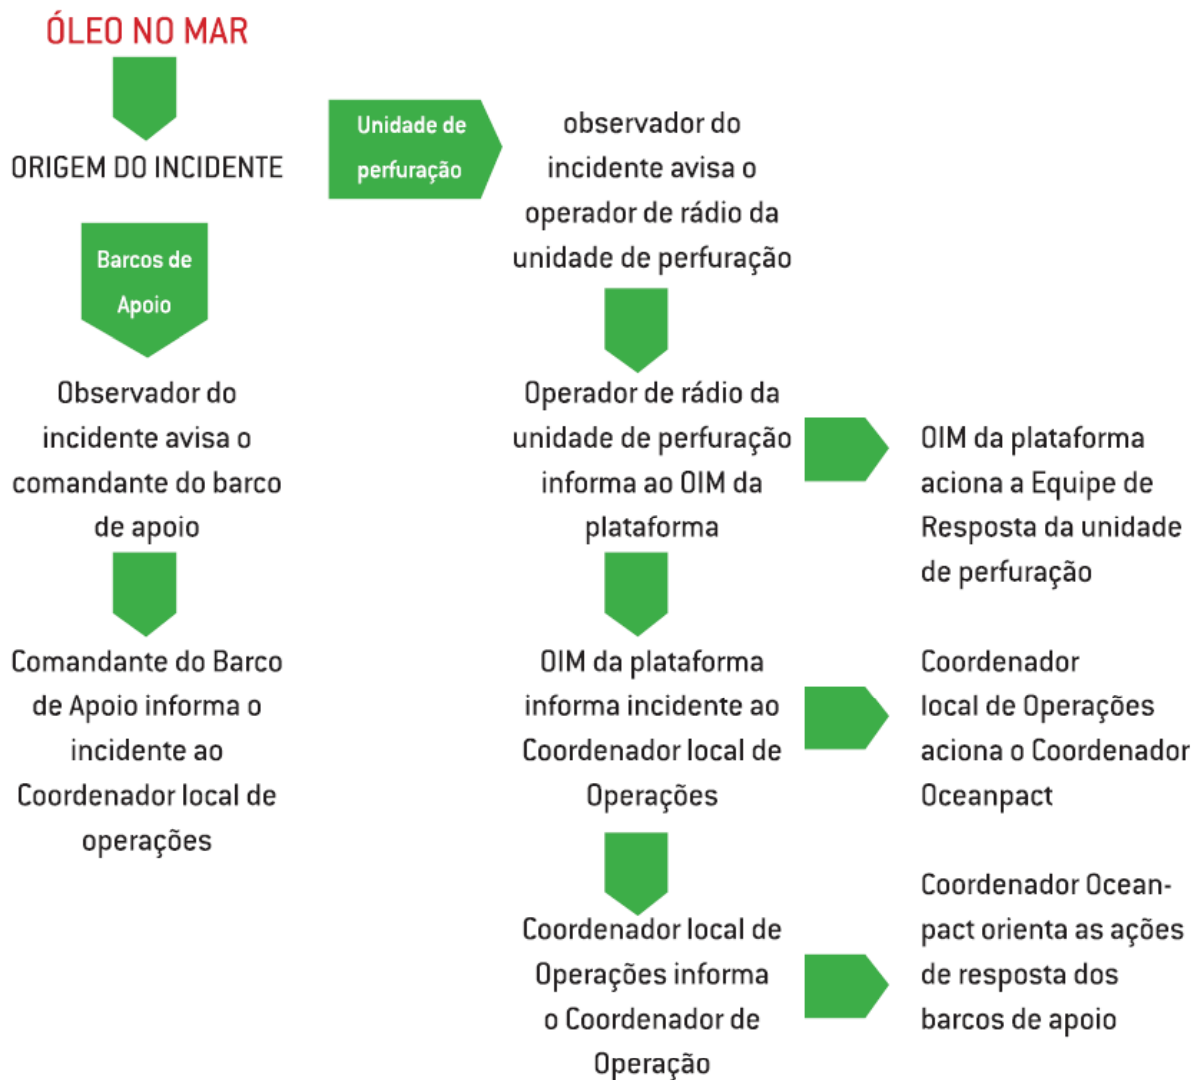 ÓLEO NO MAR
ORIGEM DO INCIDENTE
Barcos de
Apoio
Observador do
incidente avisa o
comandante do barco
de apoio
Comandante do Barco
de Apoio informa o
incidente ao
Coordenador local de
operações
Unidade de
perfuração
observador do
incidente avisa o
operador de rádio da
unidade de perfuração
Operador de rádio da
unidade de perfuração
informa ao OIM da
plataforma
OIM da plataforma
aciona a Equipe de
Resposta da unidade
de perfuração
OIM da plataforma
informa incidente ao
Coordenador local de
Operações
Coordenador
local de Operações
aciona o Coordenador
Oceanpact
Coordenador local de
Operações informa
o Coordenador de
Operação
Coordenador Ocean-
pact orienta as ações
de resposta dos
barcos de apoio